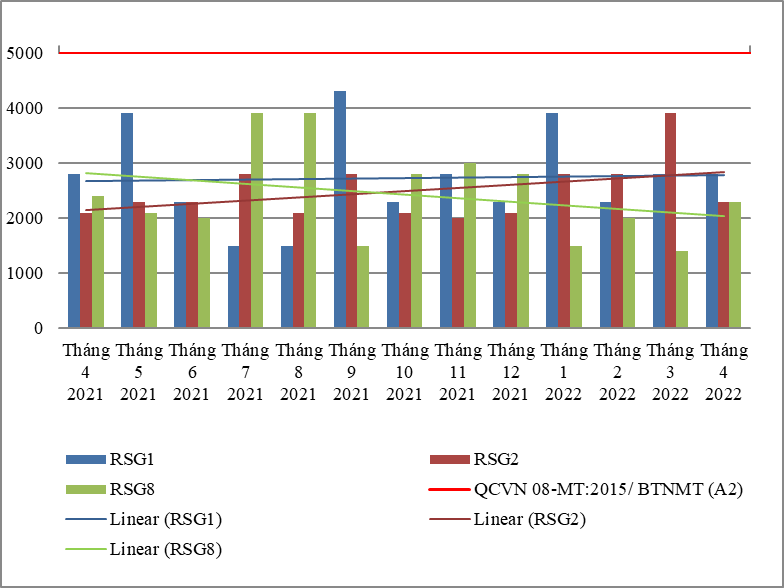 5000
4000
3000
2000
1000
0
Tháng Tháng Tháng Tháng Tháng Tháng Tháng Tháng Tháng Tháng Tháng Tháng Tháng
4 5 6 7 8 9 10 11 12 1 2 3 4
2021 2021 2021 2021 2021 2021 2021 2021 2021 2022 2022 2022 2022
RSG1 RSG2
RSG8 QCVN 08-MT:2015/ BTNMT (A2)
Linear (RSG1) Linear (RSG2)
Linear (RSG8)